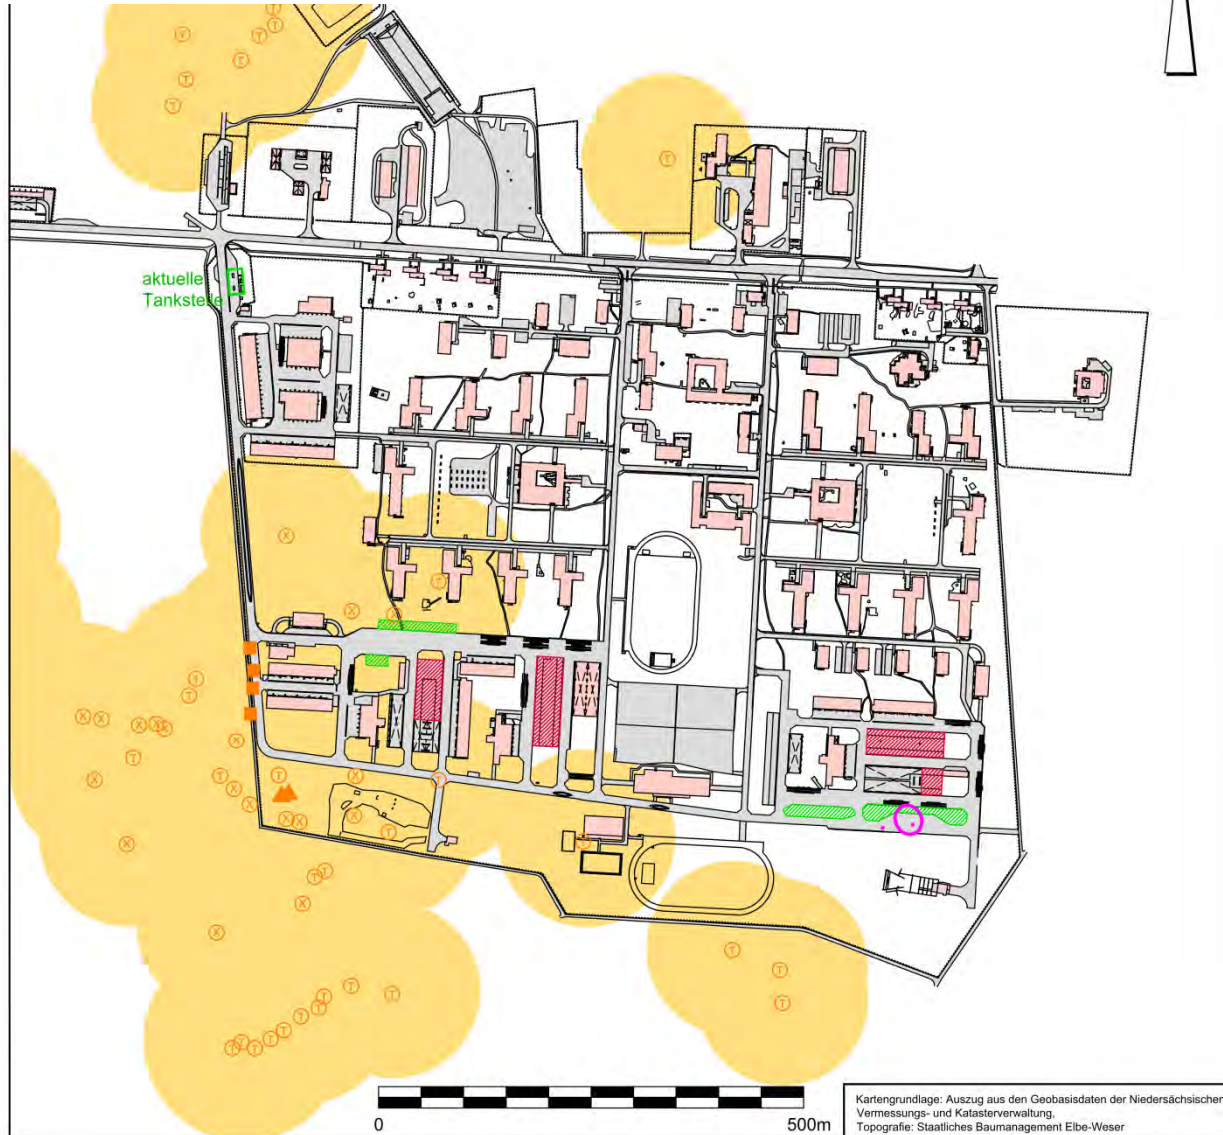 aktuelle
Tankstelle
0
500m
Kartengrundlage: Auszug aus den Geobasisdaten der Niedersächsischen
Vermessungs- und Katasterverwaltung,
Topografie: Staatliches Baumanagement Elbe-Weser